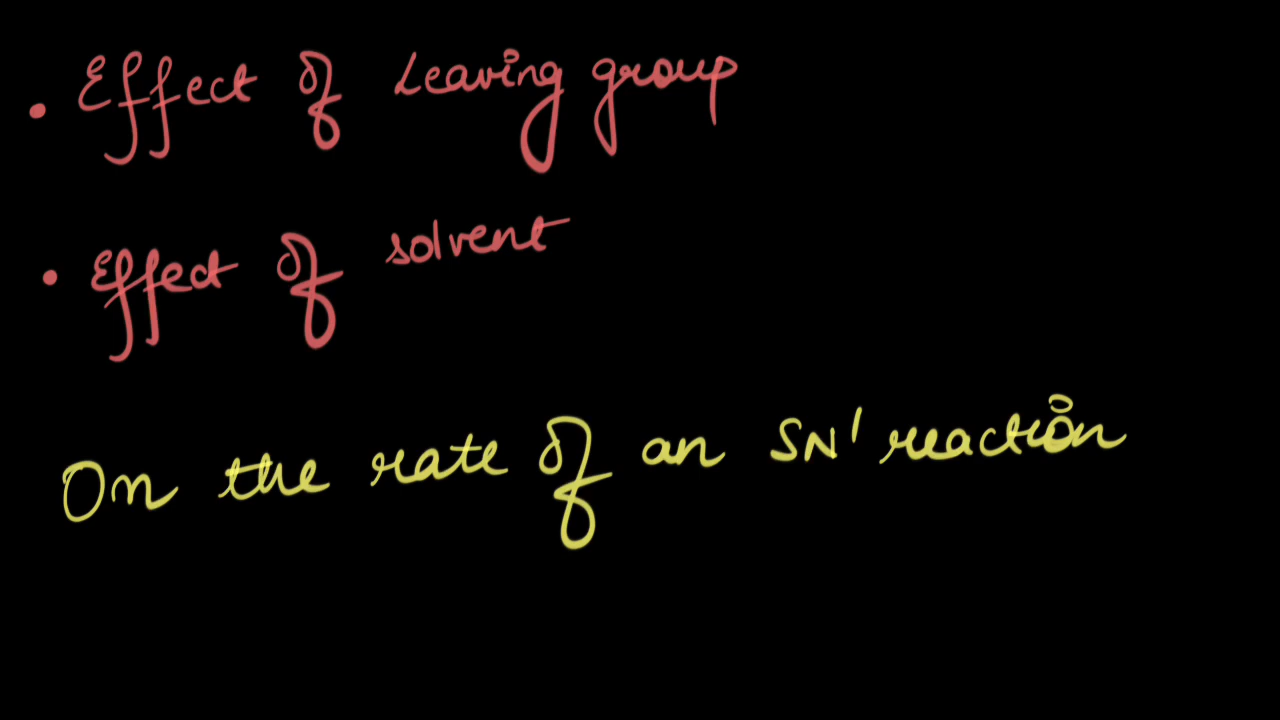 • Effect of Leaving group
• Effect of solvent
On the rate of an SN1 reaction